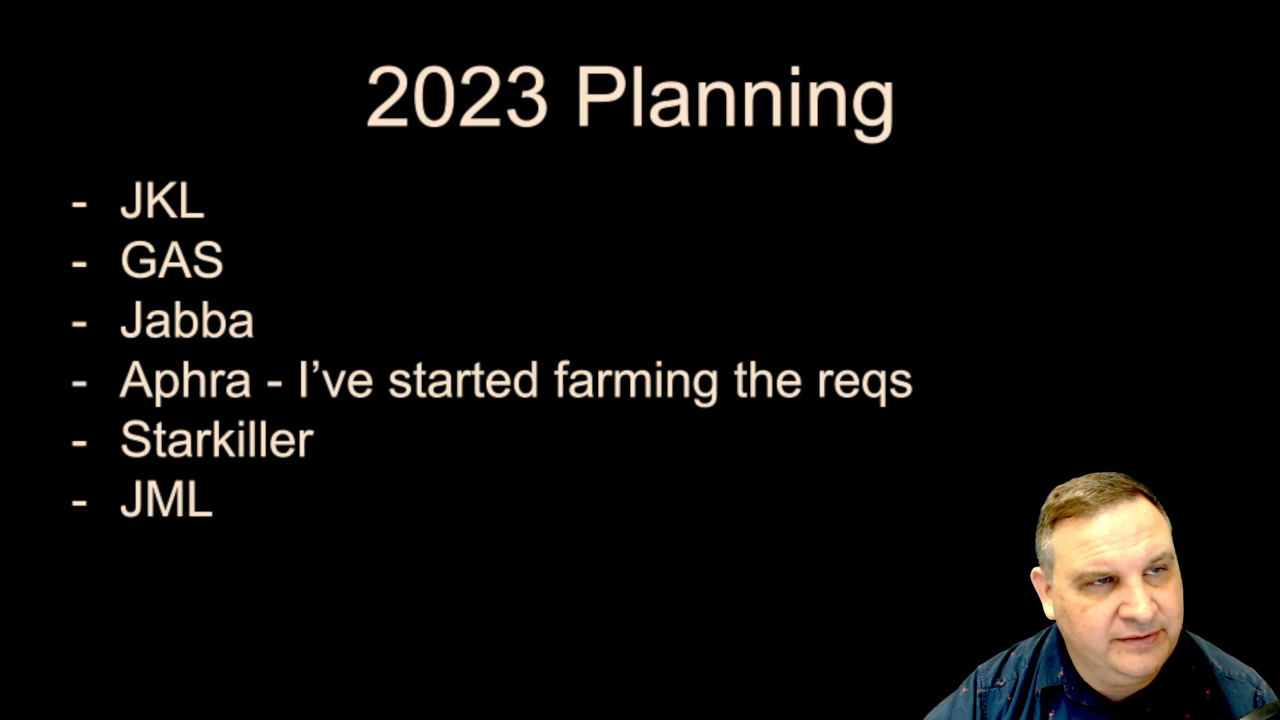 2023 Planning
- JKL
- GAS
- Jabba
- Aphra - I’ve started farming the reqs
- Starkiller
- JML